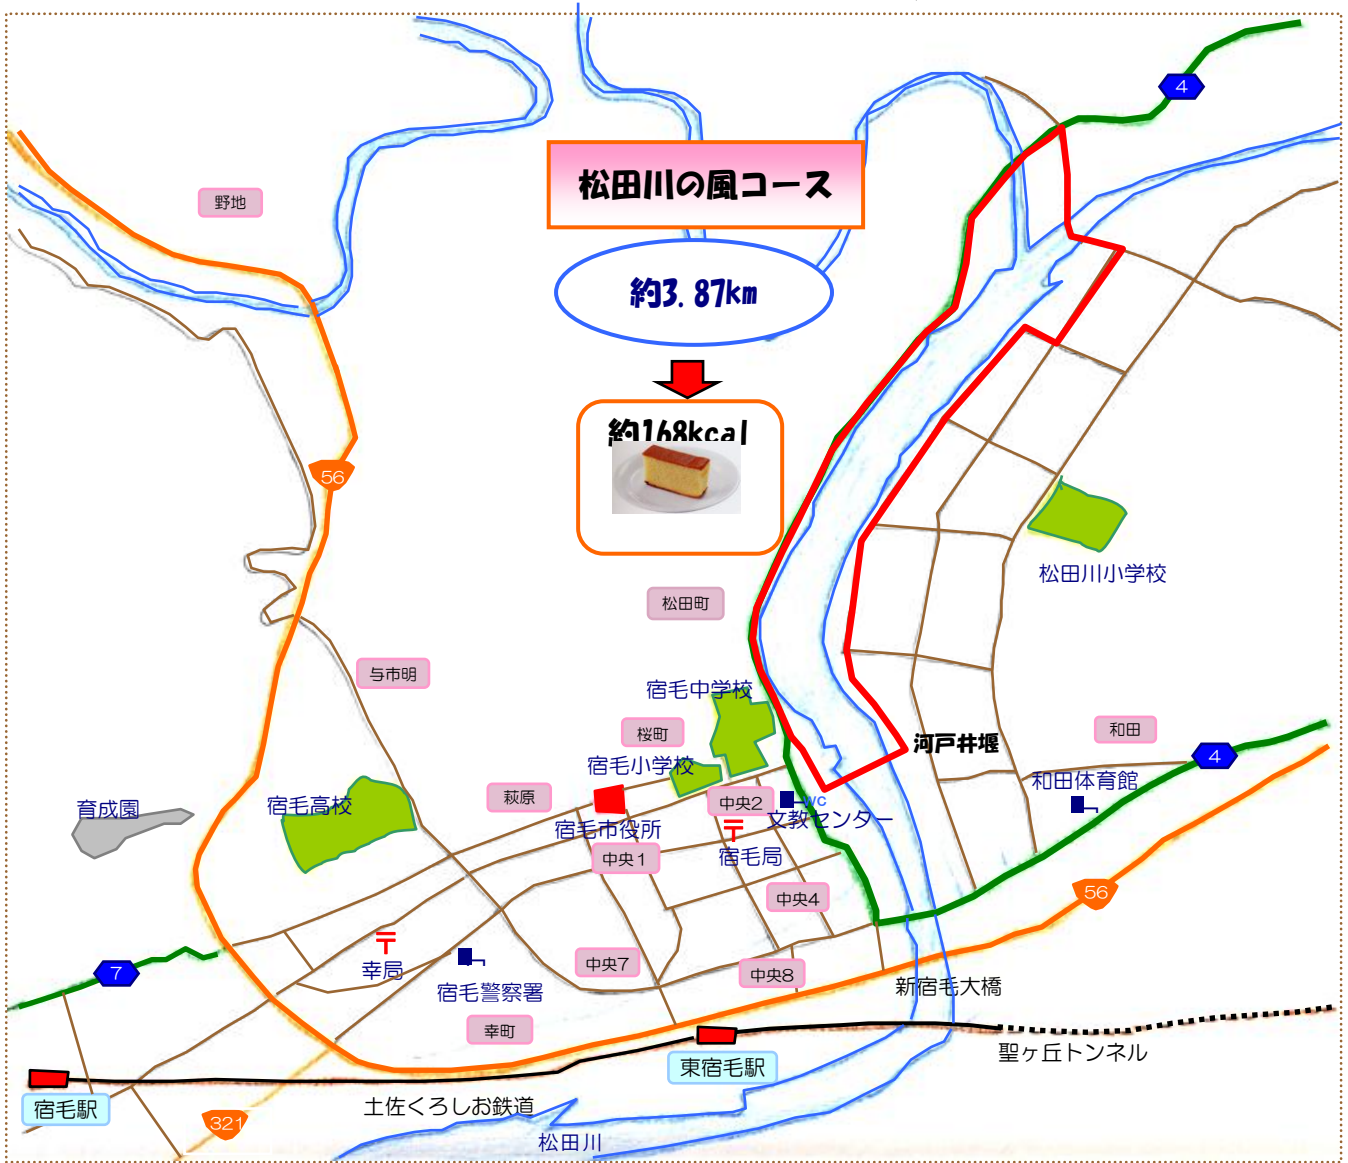 4
松田川の風コース
野地
約3.87km
約168kcal
56
松田川小学校
松田町
与市明
宿毛中学校
桜町
和田
河戸井堰
4
宿毛小学校
和田体育館
萩原
中央2
WC
育成園
宿毛高校
宿毛市役所
文教センター
中央1
宿毛局
56
中央4
幸局
中央7
中央8
7
宿毛警察署
新宿毛大橋
幸町
聖ヶ丘トンネル
東宿毛駅
宿毛駅
土佐くろしお鉄道
321
松田川